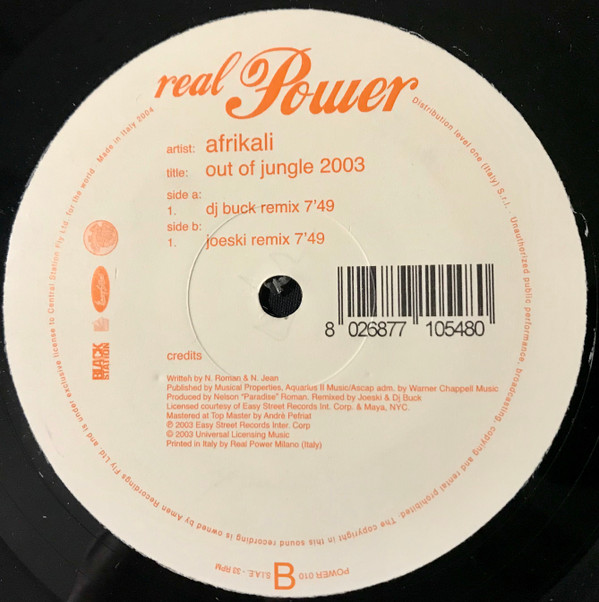 real Power
artist: afrikali
title: out of jungle 2003
side a:
1. dj buck remix 7'49
side b:
1. joeski remix 7'49
8 026877 105480
BLACK
STATION
credits
Written by N. Roman & N. Jean
Published by Musical Properties, Aquarius II Music/Ascap adm. by Warner Chappell Music
Produced by Nelson "Paradise" Roman. Remixed by Joeski & Dj Buck
Licensed courtesy of Easy Street Records Int. Corp. & Maya, NYC.
Mastered at Top Master by Andrè Pefriat
℗ 2003 Easy Street Records Inter. Corp
© 2003 Universal Licensing Music
Printed in Italy by Real Power Milano (Italy)
Distribution level one (Italy) S.r.l. Unauthorized public performance broadcasting, copying and rental prohibited. The copyright in this sound recording is owned by Amen Recordings Pty Ltd. and is under exclusive license to Central Station Pty Ltd. for the world Made in Italy 2004
POWER 010
B
S.I.A.E. - 33 RPM